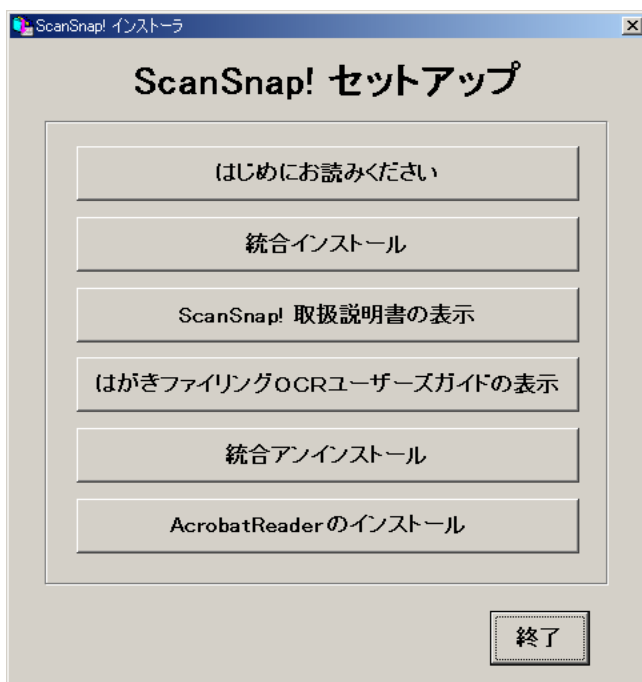 ScanSnap! インストーラ
ScanSnap! セットアップ
はじめにお読みください
統合インストール
ScanSnap! 取扱説明書の表示
はがきファイリングOCRユーザーズガイドの表示
統合アンインストール
AcrobatReaderのインストール
終了